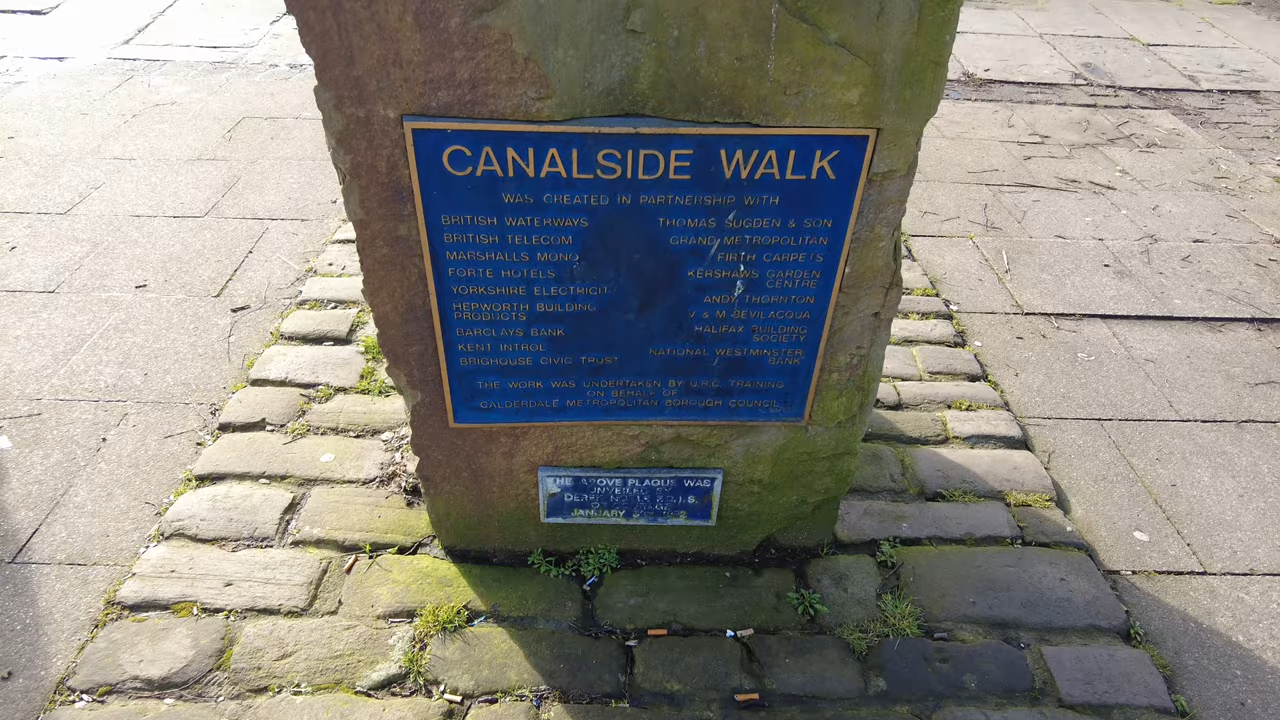 CANALSIDE WALK
WAS CREATED IN PARTNERSHIP WITH
BRITISH WATERWAYS
BRITISH TELECOM
MARSHALLS MONO
FORTE HOTELS
YORKSHIRE ELECTRICITY
HEPWORTH BUILDING
PRODUCTS
BARCLAYS BANK
KENT INTROL
BRIGHOUSE CIVIC TRUST
THOMAS SUGDEN & SON
GRAND METROPOLITAN
FIRTH CARPETS
KERSHAWS GARDEN
CENTRE
ANDY THORNTON
V & M BEVILACQUA
HALIFAX BUILDING
SOCIETY
NATIONAL WESTMINSTER
BANK
THE WORK WAS UNDERTAKEN BY U.R.C. TRAINING
ON BEHALF OF
CALDERDALE METROPOLITAN BOROUGH COUNCIL
THE ABOVE PLAQUE WAS
UNVEILED BY
DEREK
JANUARY